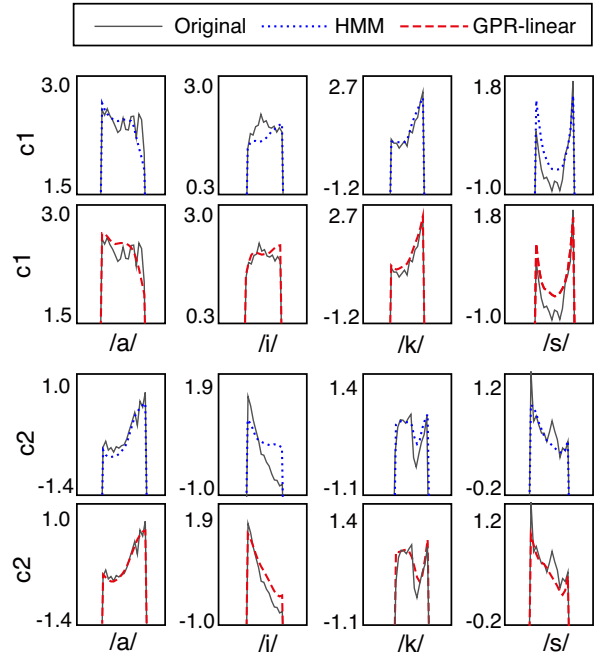 Original HMM GPR-linear
3.0 3.0 2.7 1.8
c1
1.5 0.3 -1.2 -1.0
3.0 3.0 2.7 1.8
c1
1.5 0.3 -1.2 -1.0
/a/ /i/ /k/ /s/
1.0 1.9 1.4 1.2
c2
-1.4 -1.0 -1.1 -0.2
1.0 1.9 1.4 1.2
c2
-1.4 -1.0 -1.1 -0.2
/a/ /i/ /k/ /s/